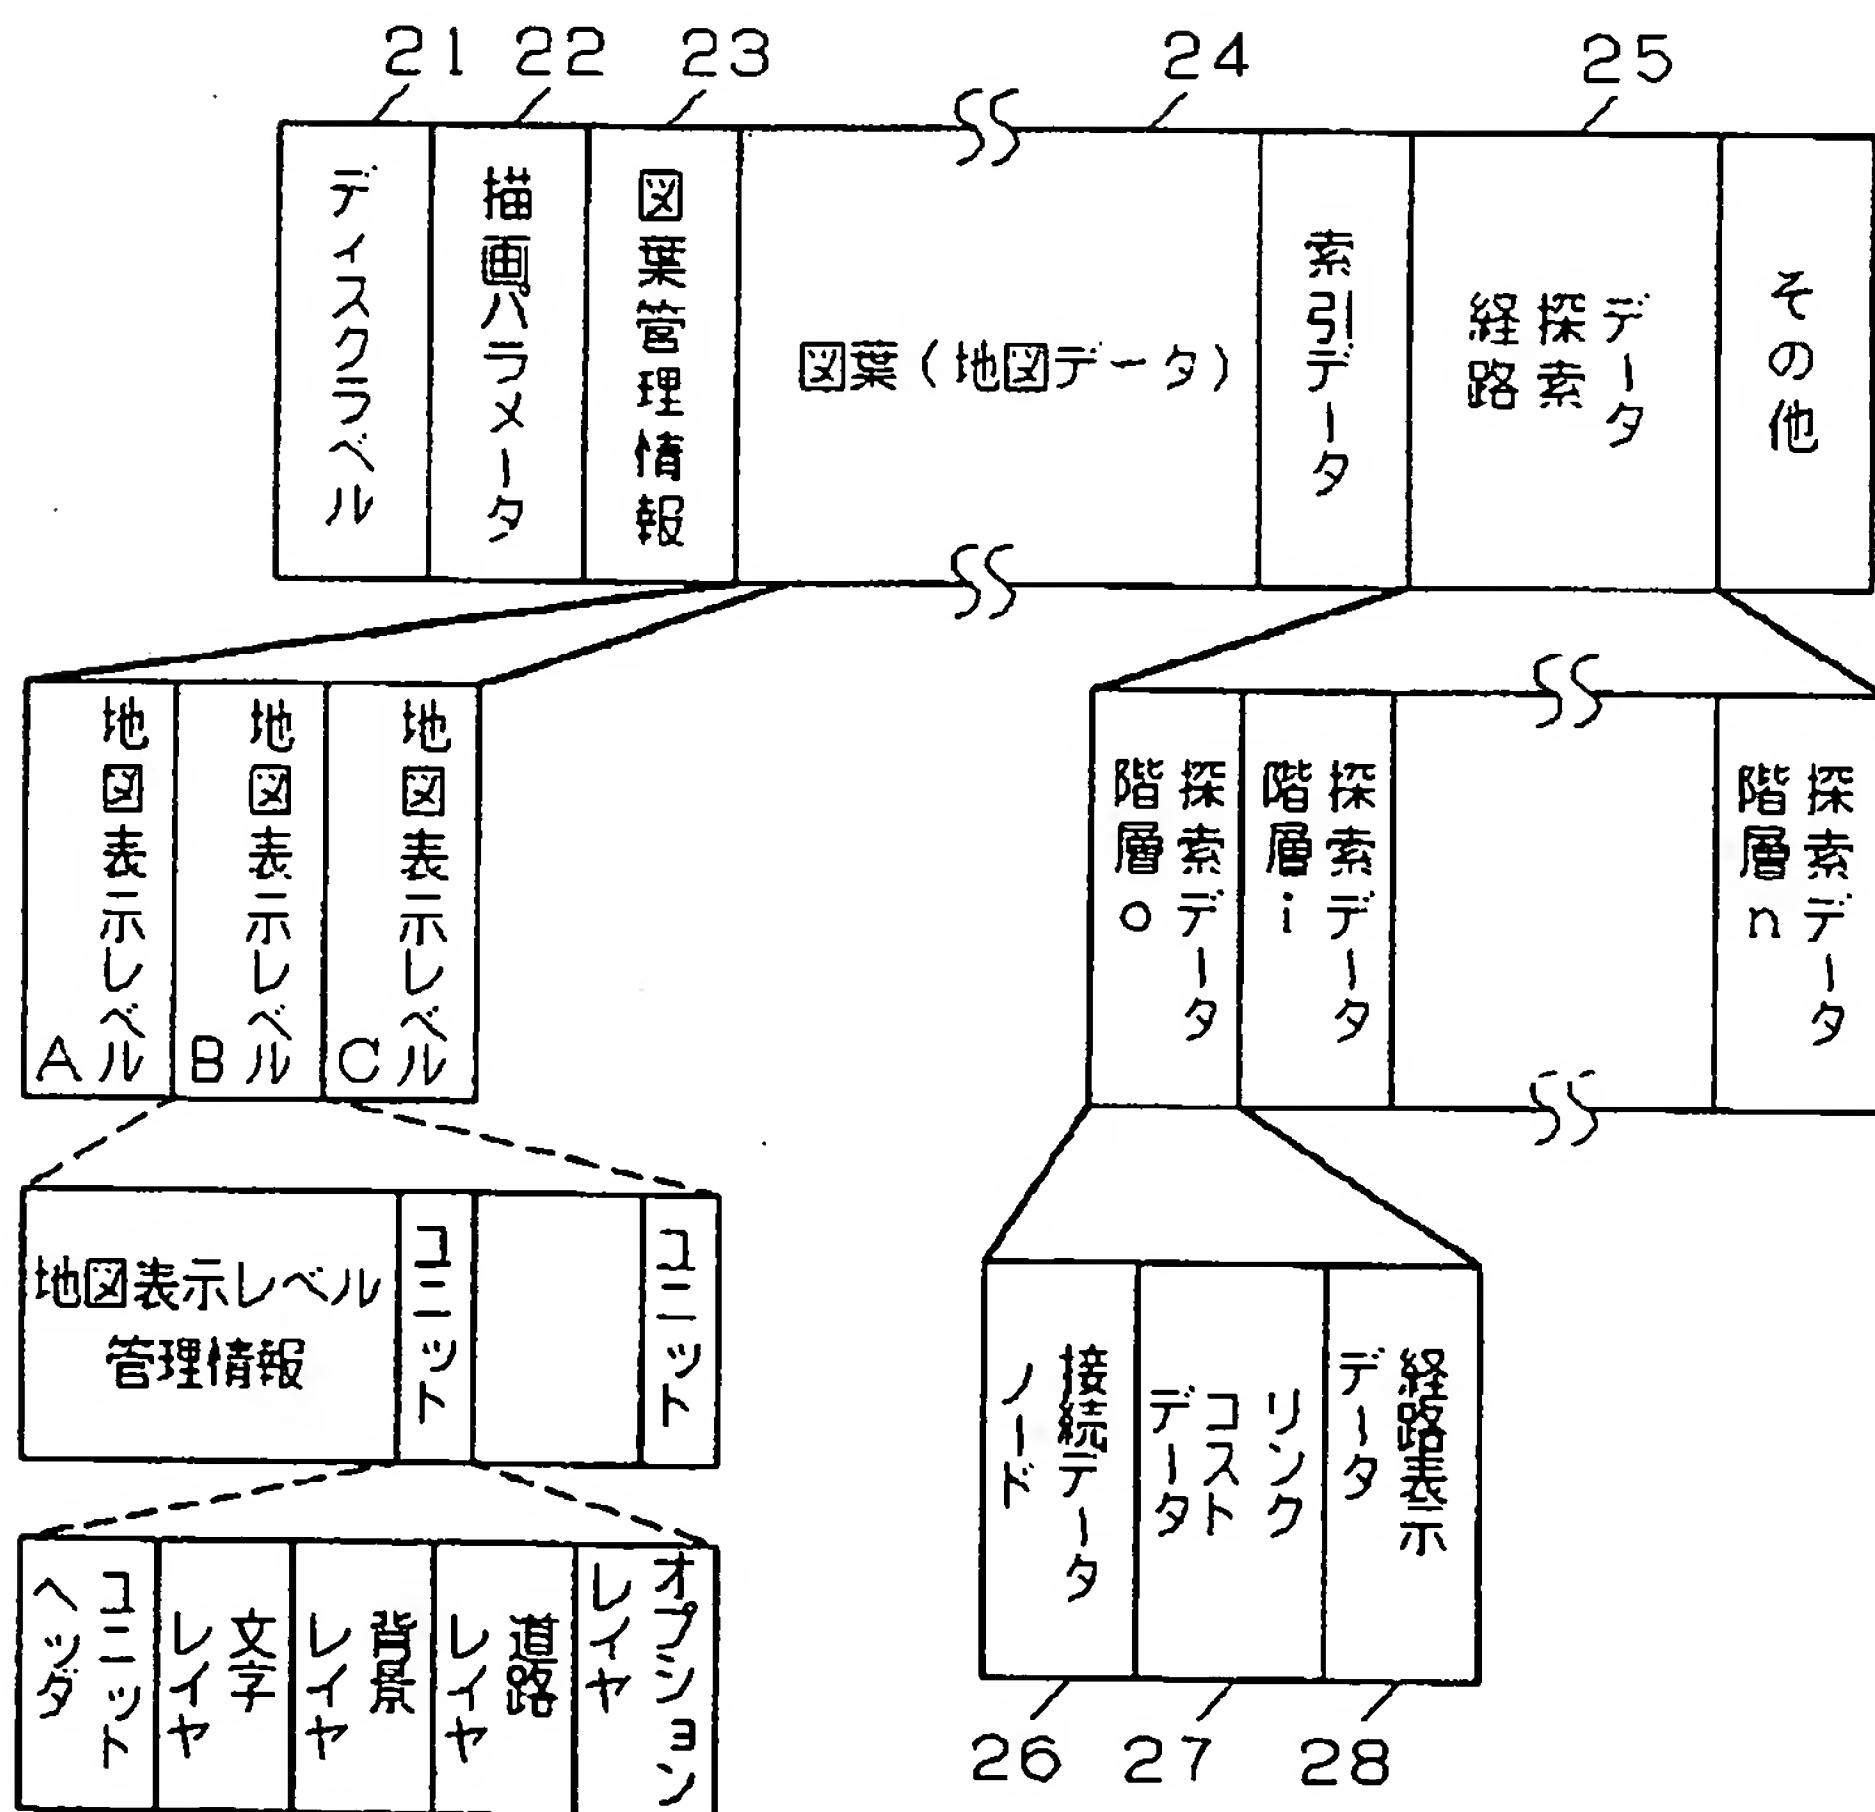 21 22 23 24 25
ディスクラベル
描画パラメータ
図葉管理情報
図葉(地図データ)
索引データ
経路
探索
データ
その他
地図表示レベル
A
地図表示レベル
B
地図表示レベル
C
探索データ
階層o
探索データ
階層i
探索データ
階層n
地図表示レベル
管理情報
ユニット
ユニット
ユニット
ヘッダ
文字
レイヤ
背景
レイヤ
道路
レイヤ
オプション
レイヤ
接続データ
ノード
リンク
コスト
データ
経路表示
データ
26 27 28